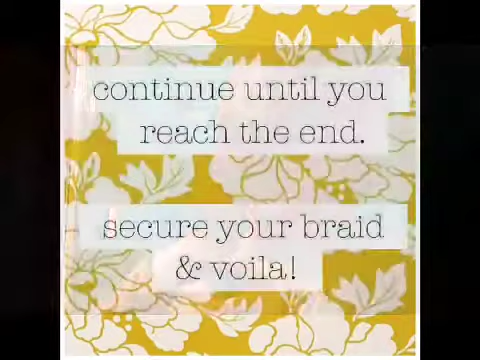 continue until you
reach the end.
secure your braid
& voila!